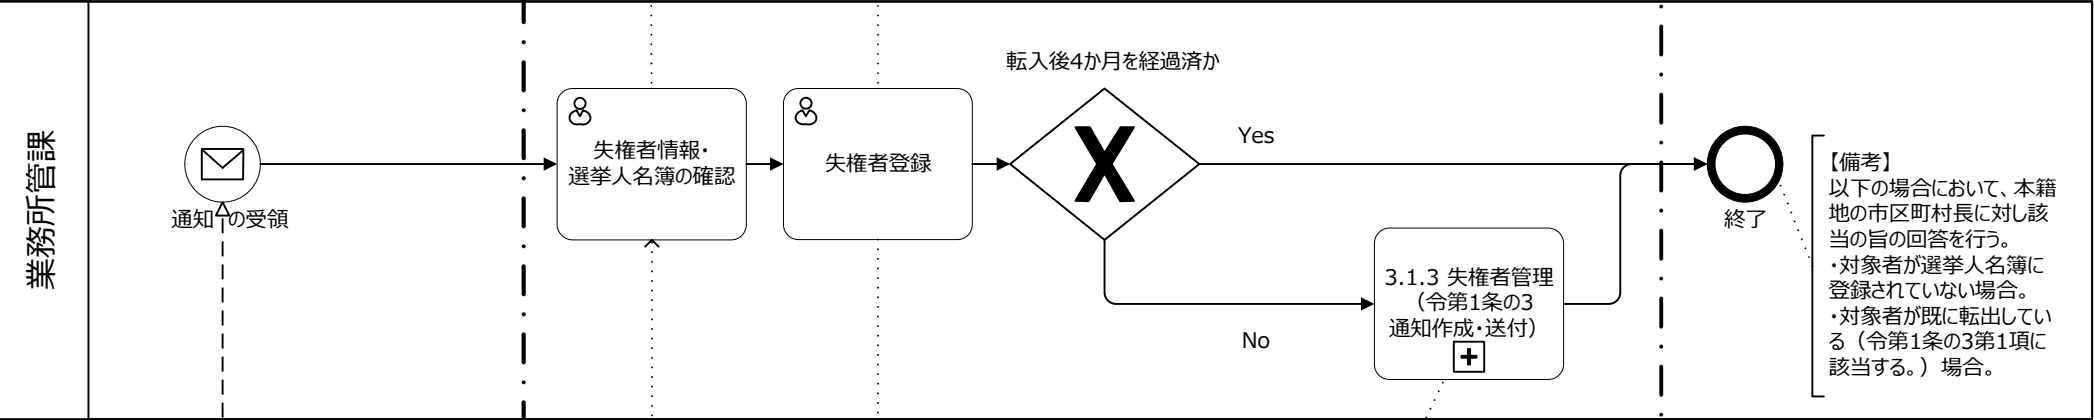 業務所管課
通知の受領
失権者情報・
選挙人名簿の確認
失権者登録
転入後4か月を経過済か
X
Yes
No
3.1.3 失権者管理
（令第1条の3
通知作成・送付）
終了
【備考】
以下の場合において、本籍
地の市区町村長に対し該
当の旨の回答を行う。
・対象者が選挙人名簿に
登録されていない場合。
・対象者が既に転出してい
る（令第1条の3第1項に
該当する。）場合。